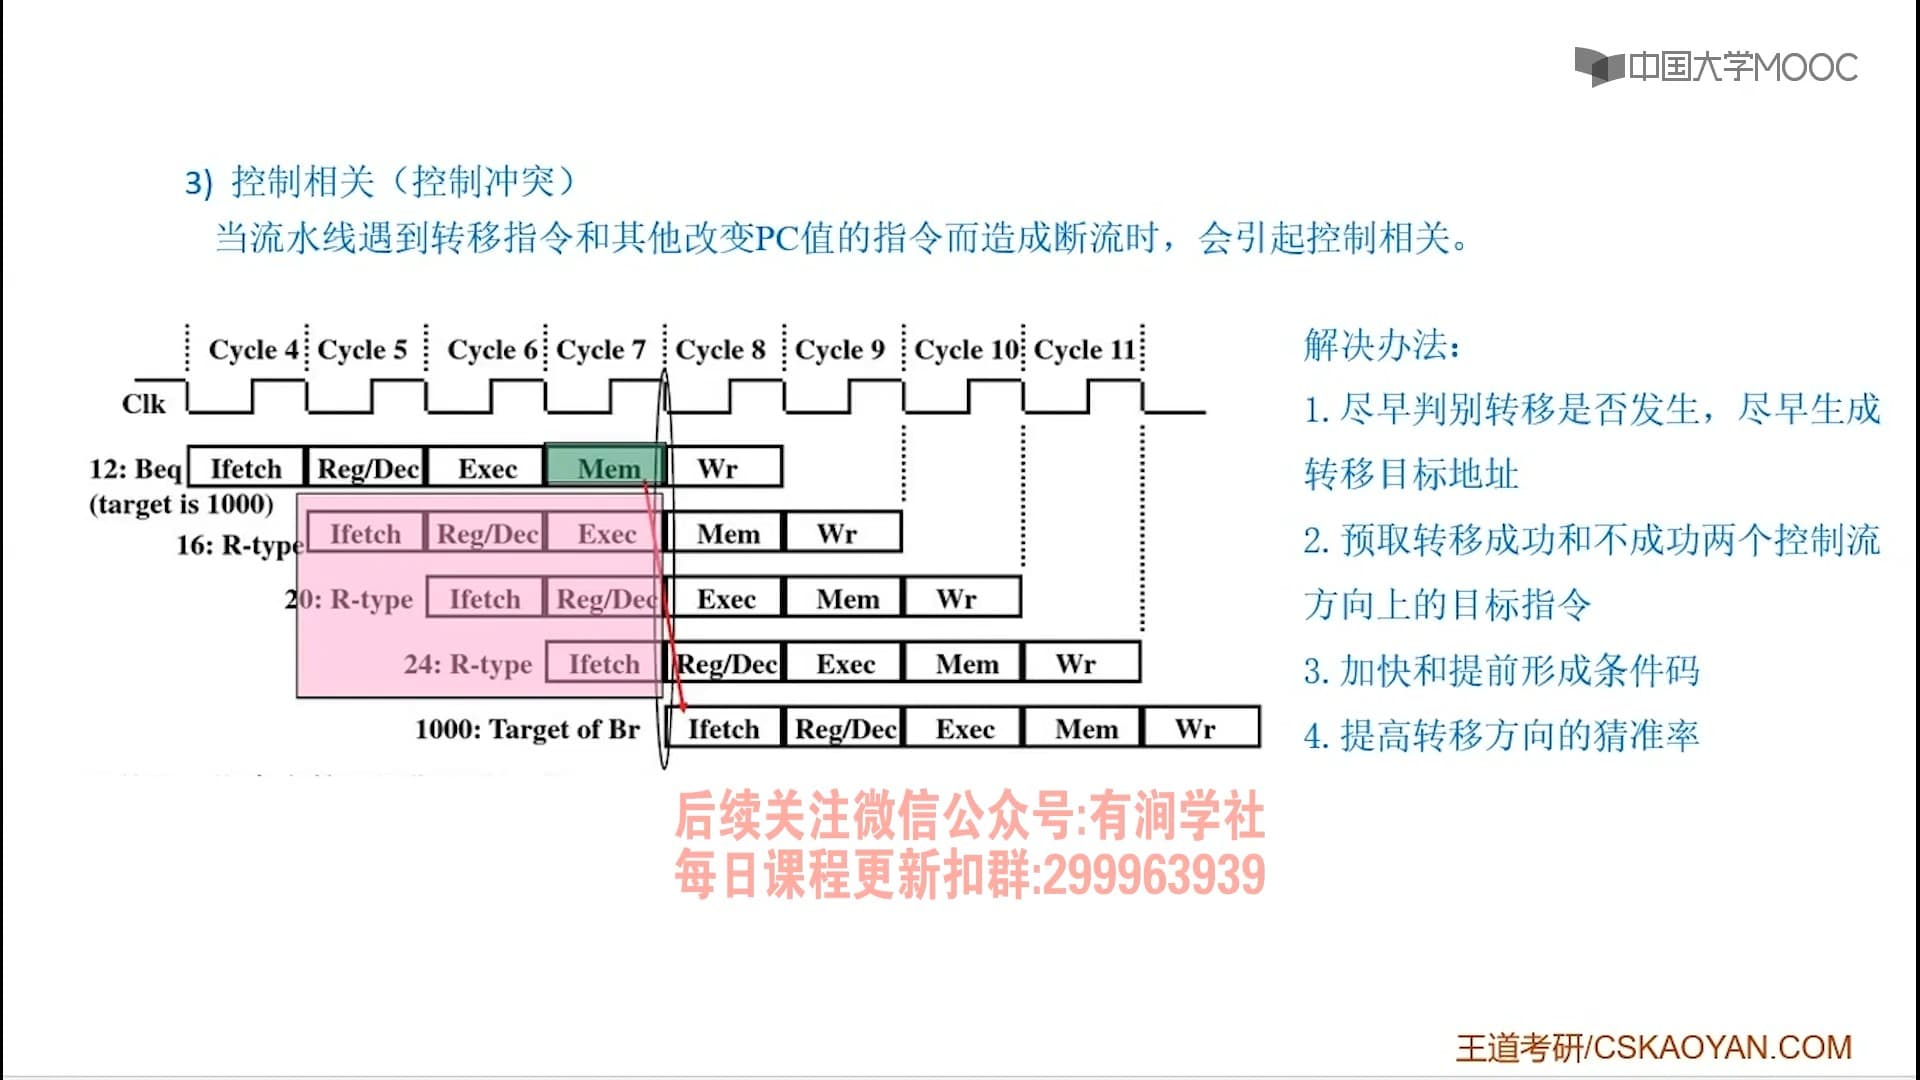 中国大学MOOC
3) 控制相关（控制冲突）
当流水线遇到转移指令和其他改变PC值的指令而造成断流时，会引起控制相关。
Cycle 4 Cycle 5 Cycle 6 Cycle 7 Cycle 8 Cycle 9 Cycle 10 Cycle 11
Clk
12: Beq Ifetch Reg/Dec Exec Mem Wr
(target is 1000)
16: R-type Ifetch Reg/Dec Exec Mem Wr
20: R-type Ifetch Reg/Dec Exec Mem Wr
24: R-type Ifetch Reg/Dec Exec Mem Wr
1000: Target of Br Ifetch Reg/Dec Exec Mem Wr
解决办法:
1. 尽早判别转移是否发生，尽早生成
转移目标地址
2. 预取转移成功和不成功两个控制流
方向上的目标指令
3. 加快和提前形成条件码
4. 提高转移方向的猜准率
后续关注微信公众号:有涧学社
每日课程更新扣群:299963939
王道考研/CSKAOYAN.COM